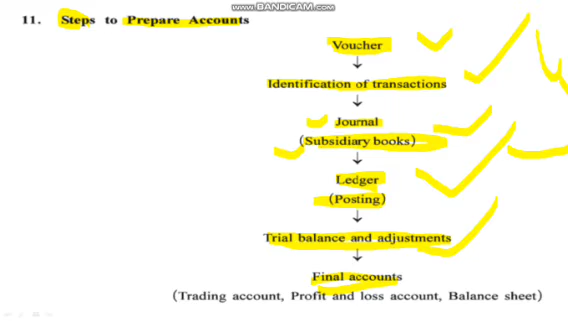 www.BANDICAM.com
11. Steps to Prepare Accounts
Voucher
↓
Identification of transactions
↓
Journal
(Subsidiary books)
↓
Ledger
(Posting)
↓
Trial balance and adjustments
↓
Final accounts
(Trading account, Profit and loss account, Balance sheet)